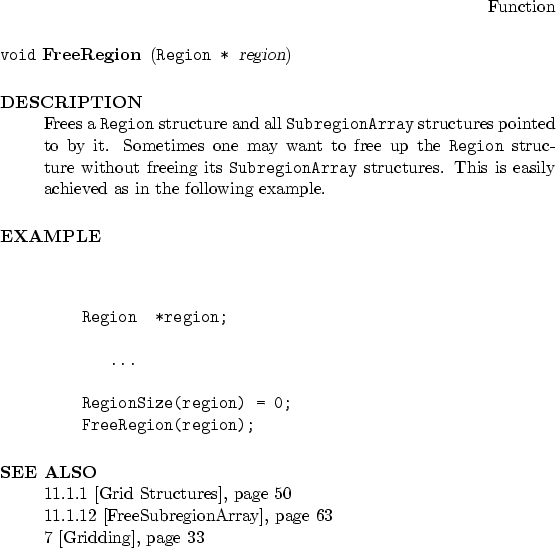 Function
void FreeRegion (Region * region)
DESCRIPTION
Frees a Region structure and all SubregionArray structures pointed
to by it. Sometimes one may want to free up the Region struc-
ture without freeing its SubregionArray structures. This is easily
achieved as in the following example.
EXAMPLE
Region *region;
...
RegionSize(region) = 0;
FreeRegion(region);
SEE ALSO
11.1.1 [Grid Structures], page 50
11.1.12 [FreeSubregionArray], page 63
7 [Gridding], page 33